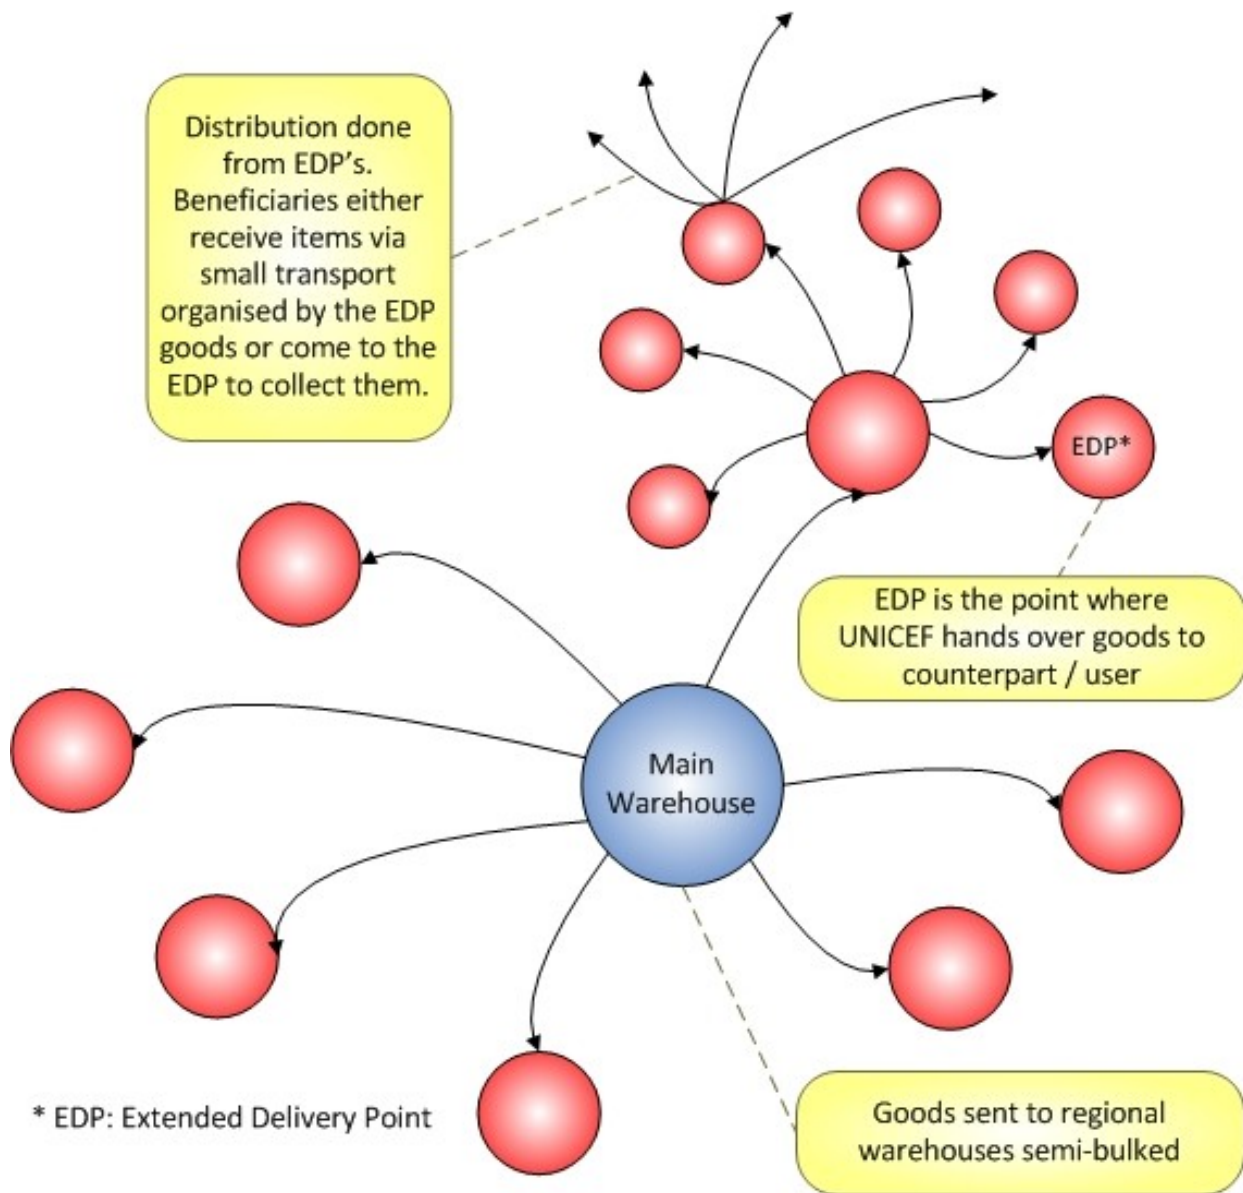 Distribution done
from EDP's.
Beneficiaries either
receive items via
small transport
organised by the EDP
goods or come to the
EDP to collect them.
EDP*
EDP is the point where
UNICEF hands over goods to
counterpart / user
Main
Warehouse
* EDP: Extended Delivery Point
Goods sent to regional
warehouses semi-bulked